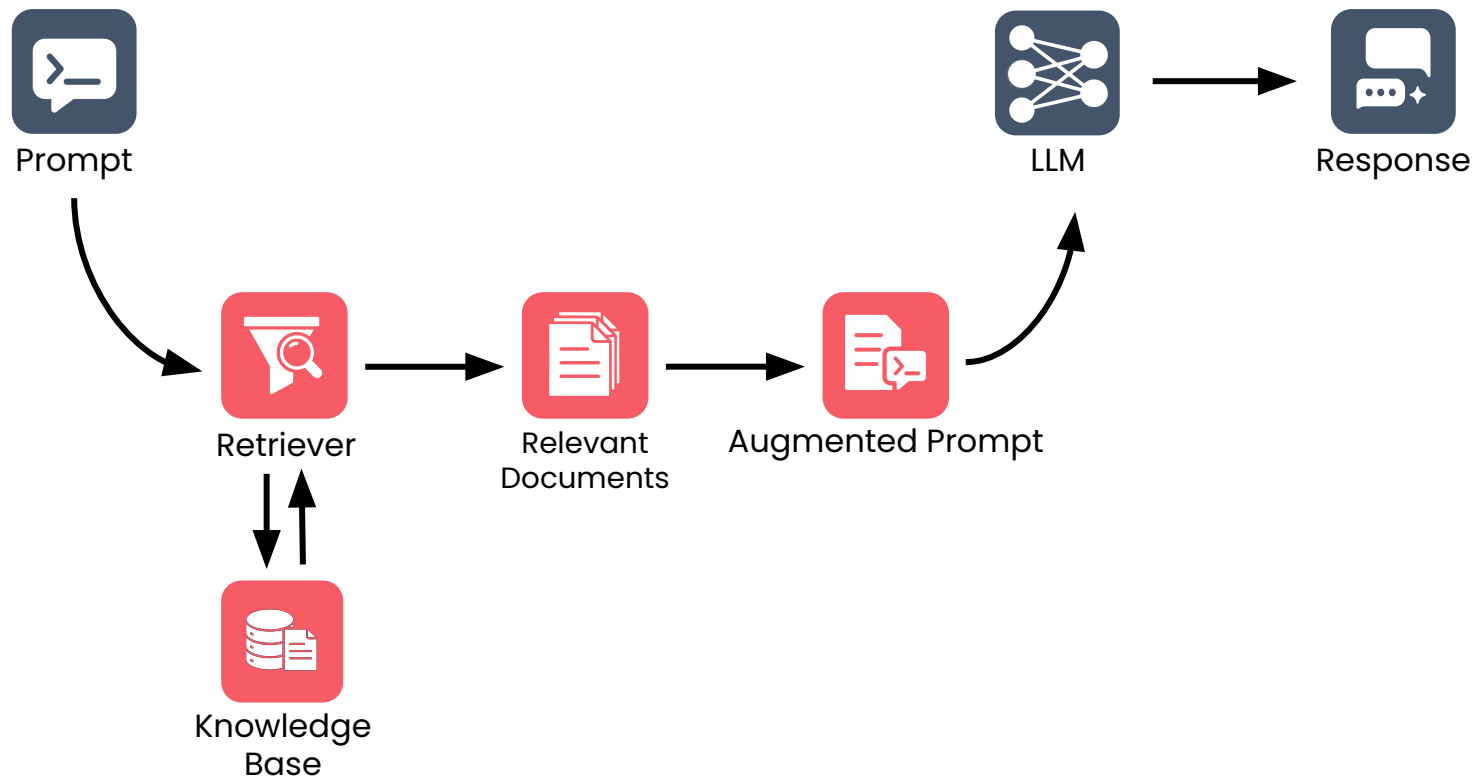 Prompt
LLM
Response
Retriever
Relevant
Documents
Augmented Prompt
Knowledge
Base